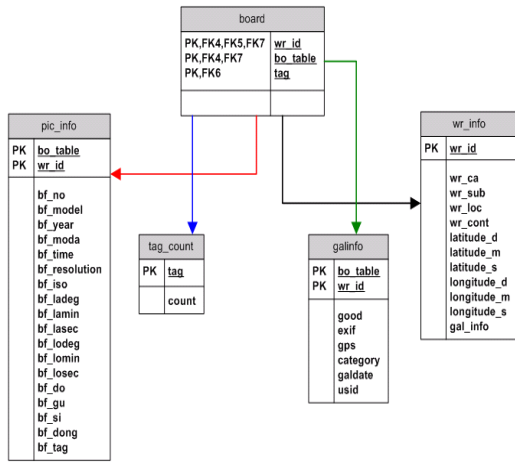 board
PK,FK4,FK5,FK7 wr_id
PK,FK4,FK7 bo_table
PK,FK6 tag
pic_info
PK bo_table
PK wr_id
bf_no
bf_model
bf_year
bf_moda
bf_time
bf_resolution
bf_iso
bf_ladeg
bf_lamin
bf_lasec
bf_lodeg
bf_lomin
bf_losec
bf_do
bf_gu
bf_si
bf_dong
bf_tag
tag_count
PK tag
count
galinfo
PK bo_table
PK wr_id
good
exif
gps
category
galdate
usid
wr_info
PK wr_id
wr_ca
wr_sub
wr_loc
wr_cont
latitude_d
latitude_m
latitude_s
longitude_d
longitude_m
longitude_s
gal_info